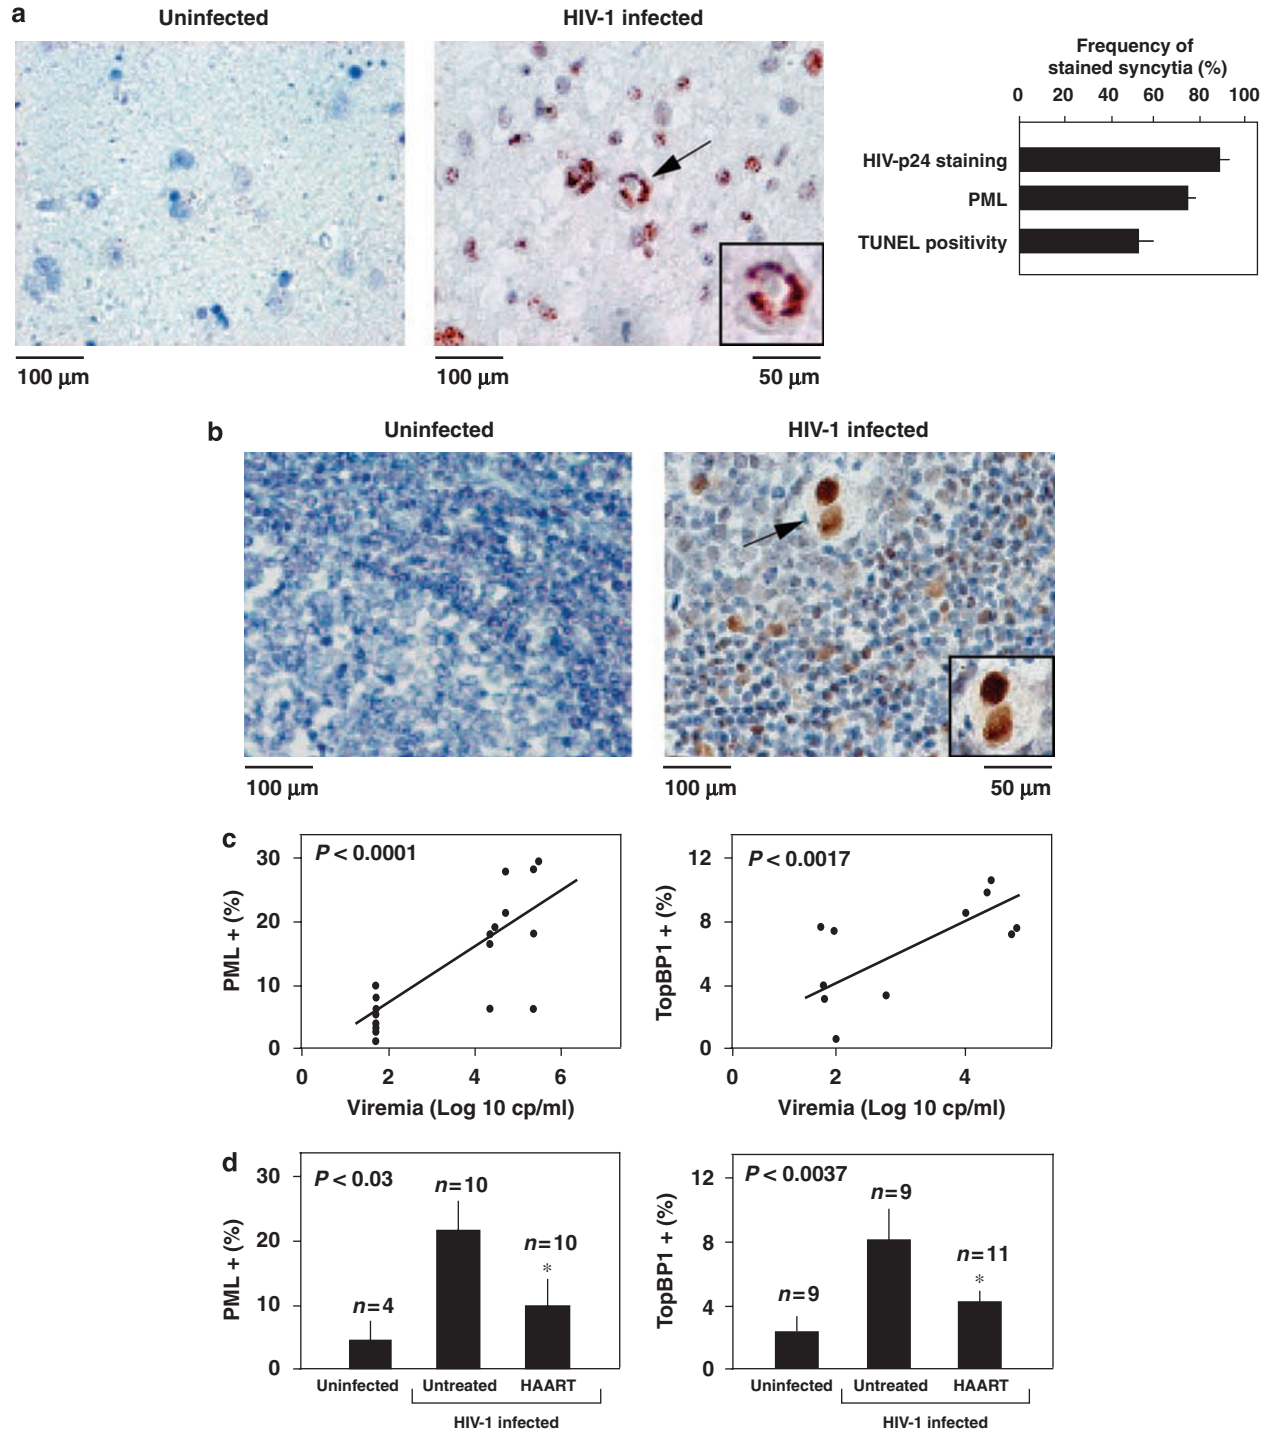 a
Uninfected
HIV-1 infected
Frequency of
stained syncytia (%)
0 20 40 60 80 100
HIV-p24 staining
PML
TUNEL positivity
100 μm
100 μm
50 μm
b
Uninfected
HIV-1 infected
100 μm
100 μm
50 μm
c
P < 0.0001
PML + (%)
30
20
10
0
0 2 4 6
Viremia (Log 10 cp/ml)
P < 0.0017
TopBP1 + (%)
12
8
4
0
0 2 4
Viremia (Log 10 cp/ml)
d
P < 0.03
PML + (%)
30
20
10
0
n=4
n=10
n=10
*
Uninfected Untreated HAART
HIV-1 infected
P < 0.0037
TopBP1 + (%)
12
8
4
0
n=9
n=9
n=11
*
Uninfected Untreated HAART
HIV-1 infected